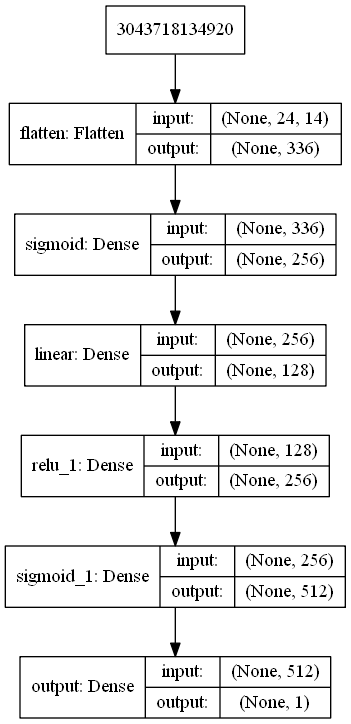 3043718134920
flatten: Flatten
input: (None, 24, 14)
output: (None, 336)
sigmoid: Dense
input: (None, 336)
output: (None, 256)
linear: Dense
input: (None, 256)
output: (None, 128)
relu_1: Dense
input: (None, 128)
output: (None, 256)
sigmoid_1: Dense
input: (None, 256)
output: (None, 512)
output: Dense
input: (None, 512)
output: (None, 1)